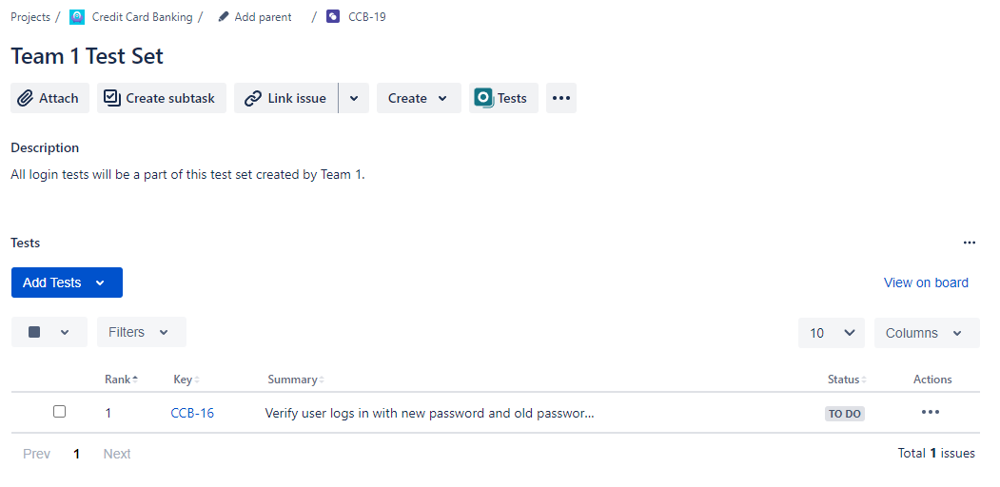 Projects / Credit Card Banking / Add parent / CCB-19
Team 1 Test Set
Attach Create subtask Link issue Create Tests
Description
All login tests will be a part of this test set created by Team 1.
Tests
Add Tests View on board
Filters 10 Columns
Rank Key Summary Status Actions
1 CCB-16 Verify user logs in with new password and old passwor... TO DO
Prev 1 Next Total 1 issues